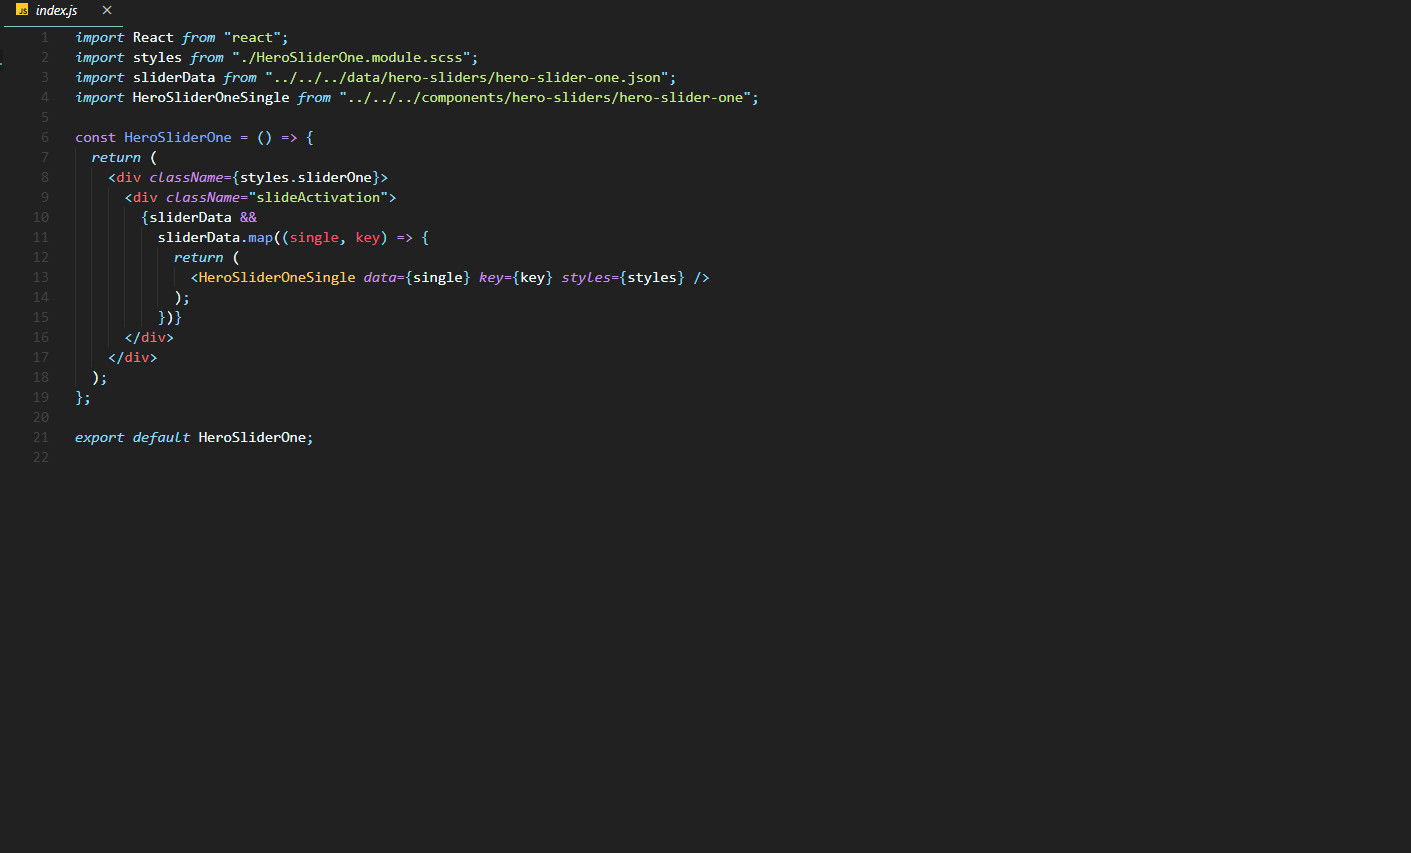 JS index.js ×
1 import React from "react";
2 import styles from "./HeroSliderOne.module.scss";
3 import sliderData from "../../../data/hero-sliders/hero-slider-one.json";
4 import HeroSliderOneSingle from "../../../components/hero-sliders/hero-slider-one";
5
6 const HeroSliderOne = () => {
7 return (
8 <div className={styles.sliderOne}>
9 <div className="slideActivation">
10 {sliderData &&
11 sliderData.map((single, key) => {
12 return (
13 <HeroSliderOneSingle data={single} key={key} styles={styles} />
14 );
15 })}
16 </div>
17 </div>
18 );
19 };
20
21 export default HeroSliderOne;
22